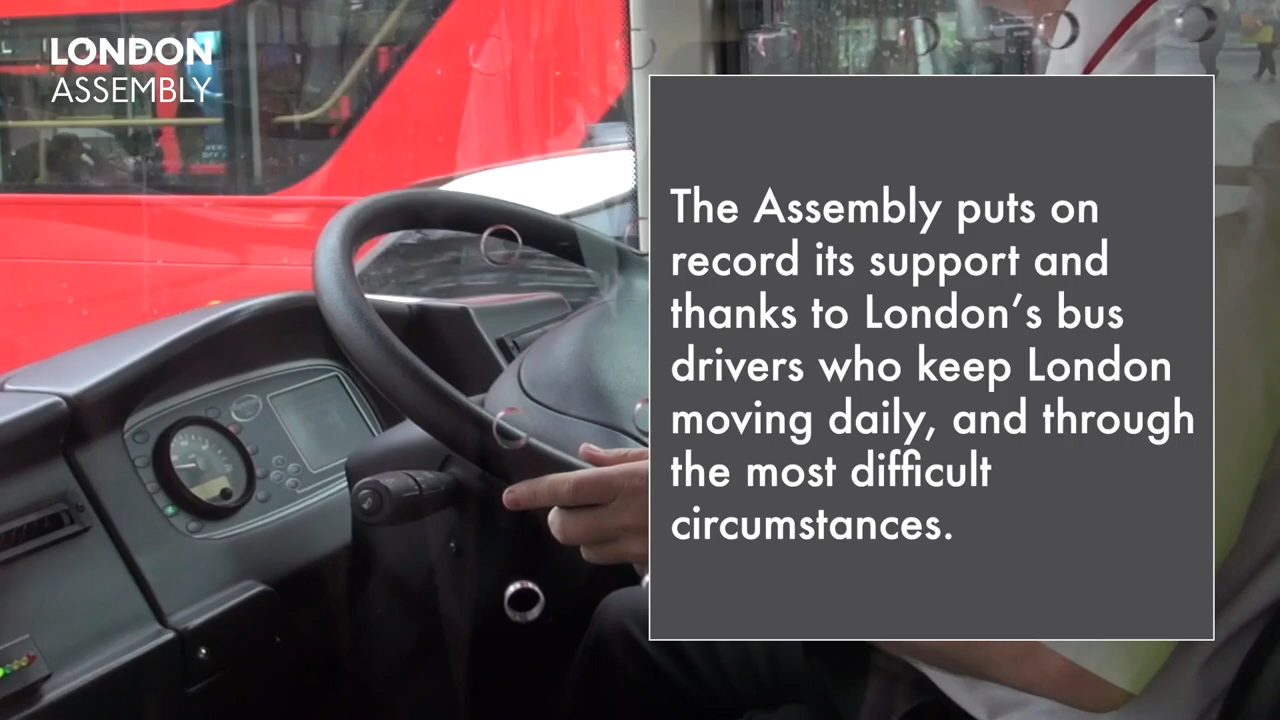 LONDON
ASSEMBLY
The Assembly puts on
record its support and
thanks to London’s bus
drivers who keep London
moving daily, and through
the most difficult
circumstances.